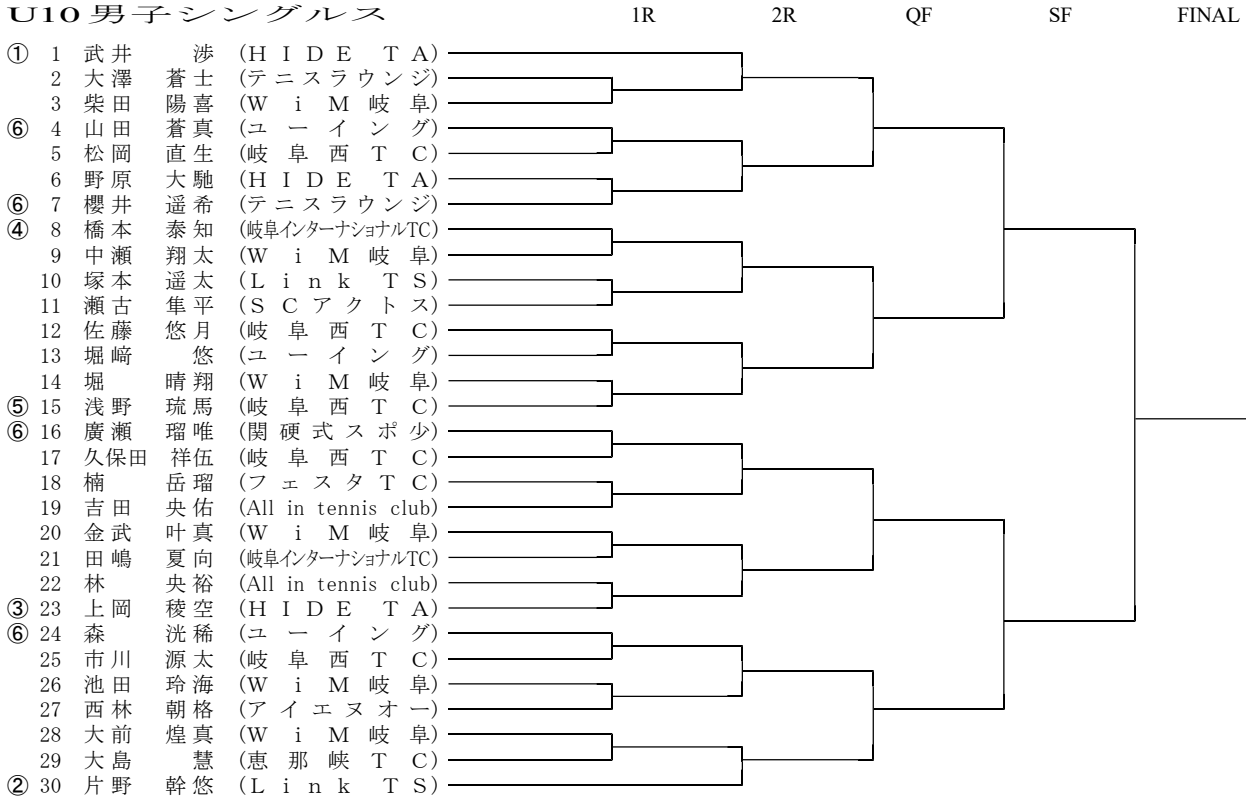 U10男子シングルス 1R 2R QF SF FINAL
① 1 武井 渉 (HIDE TA)
2 大澤 蒼士 (テニスラウンジ)
3 柴田 陽喜 (WiM岐阜)
⑥ 4 山田 蒼真 (ユーイング)
5 松岡 直生 (岐阜西TC)
6 野原 大馳 (HIDE TA)
⑥ 7 櫻井 遥希 (テニスラウンジ)
④ 8 橋本 泰知 (岐阜インターナショナルTC)
9 中瀬 翔太 (WiM岐阜)
10 塚本 遥太 (Link TS)
11 瀬古 隼平 (SCアクトス)
12 佐藤 悠月 (岐阜西TC)
13 堀﨑 悠 (ユーイング)
14 堀 晴翔 (WiM岐阜)
⑤ 15 浅野 琉馬 (岐阜西TC)
⑥ 16 廣瀬 瑠唯 (関硬式スポ少)
17 久保田 祥伍 (岐阜西TC)
18 楠 岳瑠 (フェスタTC)
19 吉田 央佑 (All in tennis club)
20 金武 叶真 (WiM岐阜)
21 田嶋 夏向 (岐阜インターナショナルTC)
22 林 央裕 (All in tennis club)
③ 23 上岡 稜空 (HIDE TA)
⑥ 24 森 洸稀 (ユーイング)
25 市川 源太 (岐阜西TC)
26 池田 玲海 (WiM岐阜)
27 西林 朝格 (アイエヌオー)
28 大前 煌真 (WiM岐阜)
29 大島 慧 (恵那峡TC)
② 30 片野 幹悠 (Link TS)